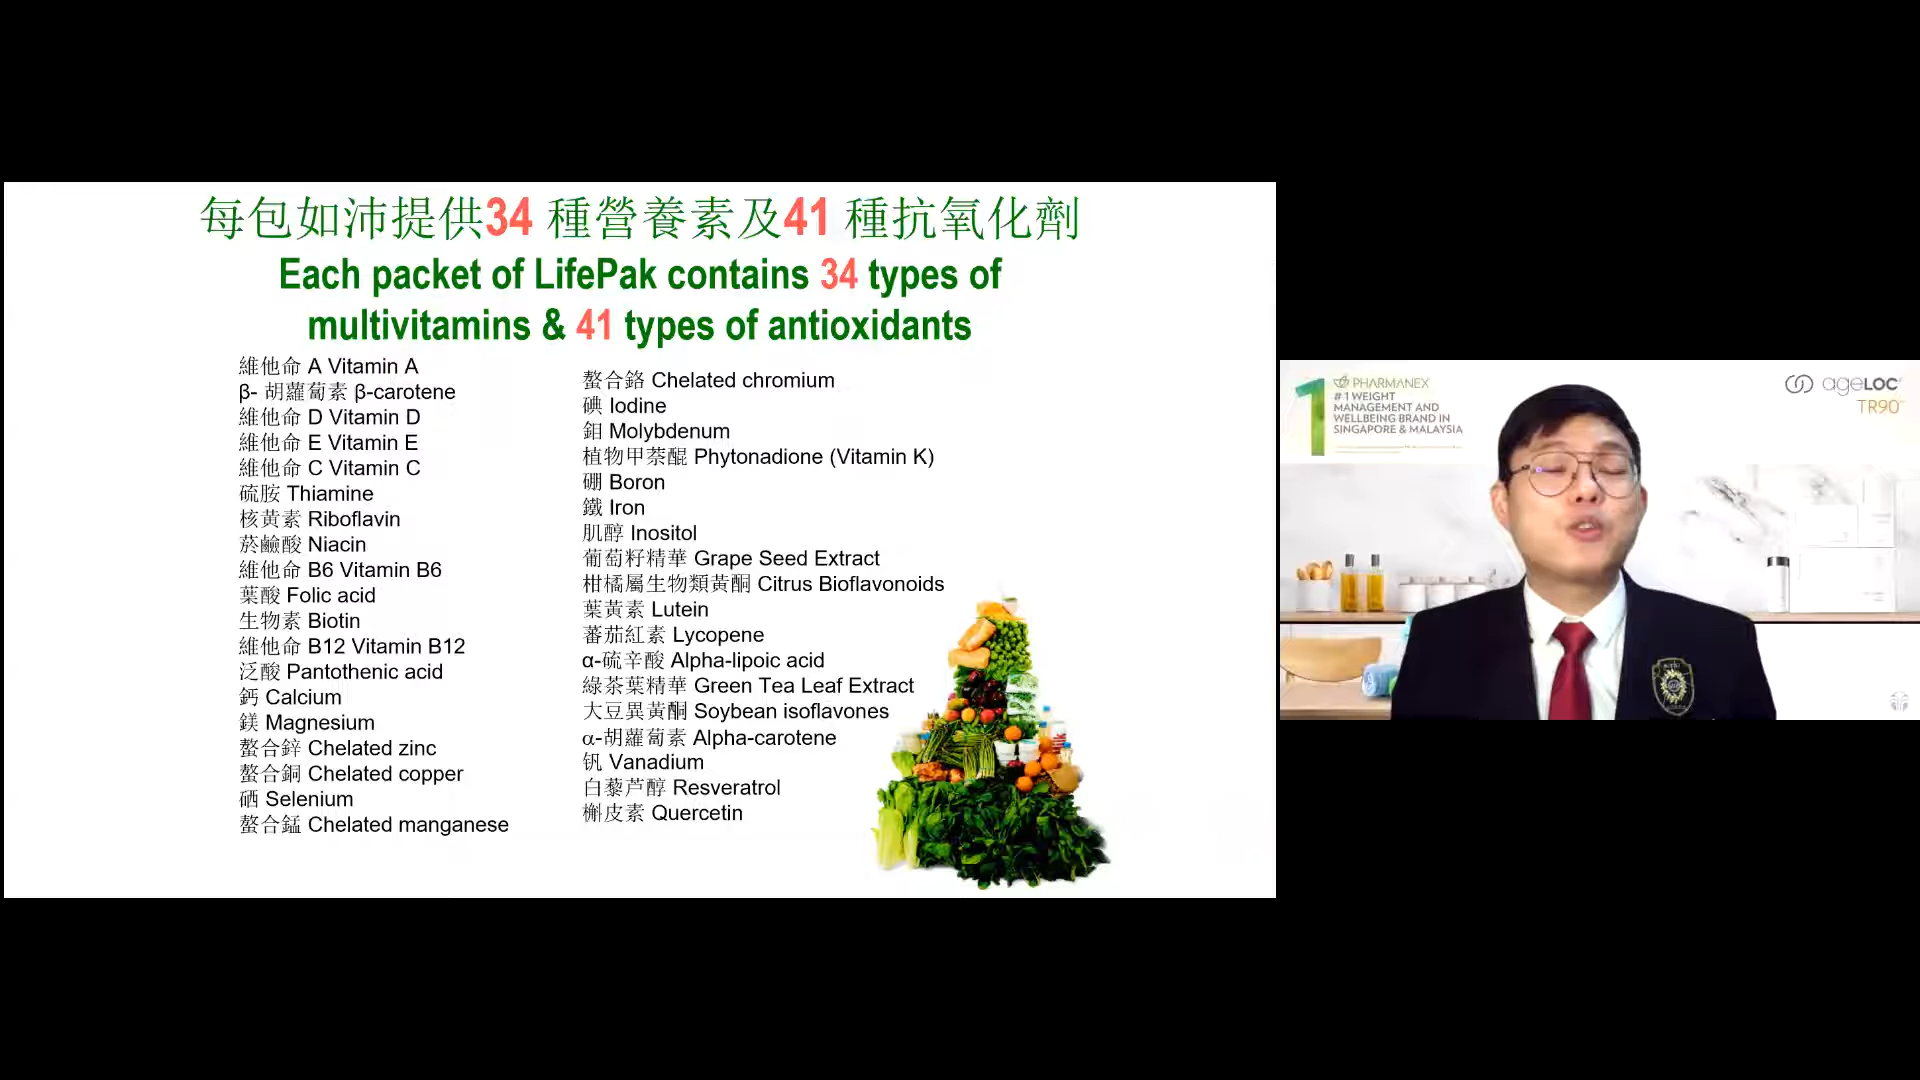 每包如沛提供34 種營養素及41 種抗氧化劑
Each packet of LifePak contains 34 types of
multivitamins & 41 types of antioxidants
維他命 A Vitamin A
β- 胡蘿蔔素 β-carotene
維他命 D Vitamin D
維他命 E Vitamin E
維他命 C Vitamin C
硫胺 Thiamine
核黃素 Riboflavin
菸鹼酸 Niacin
維他命 B6 Vitamin B6
葉酸 Folic acid
生物素 Biotin
維他命 B12 Vitamin B12
泛酸 Pantothenic acid
鈣 Calcium
鎂 Magnesium
螯合鋅 Chelated zinc
螯合銅 Chelated copper
硒 Selenium
螯合錳 Chelated manganese
螯合鉻 Chelated chromium
碘 Iodine
鉬 Molybdenum
植物甲萘醌 Phytonadione (Vitamin K)
硼 Boron
鐵 Iron
肌醇 Inositol
葡萄籽精華 Grape Seed Extract
柑橘屬生物類黃酮 Citrus Bioflavonoids
葉黃素 Lutein
蕃茄紅素 Lycopene
α-硫辛酸 Alpha-lipoic acid
綠茶葉精華 Green Tea Leaf Extract
大豆異黃酮 Soybean isoflavones
α-胡蘿蔔素 Alpha-carotene
钒 Vanadium
白藜芦醇 Resveratrol
槲皮素 Quercetin
1
PHARMANEX
# 1 WEIGHT
MANAGEMENT AND
WELLBEING BRAND IN
SINGAPORE & MALAYSIA
ageLOC
TR90